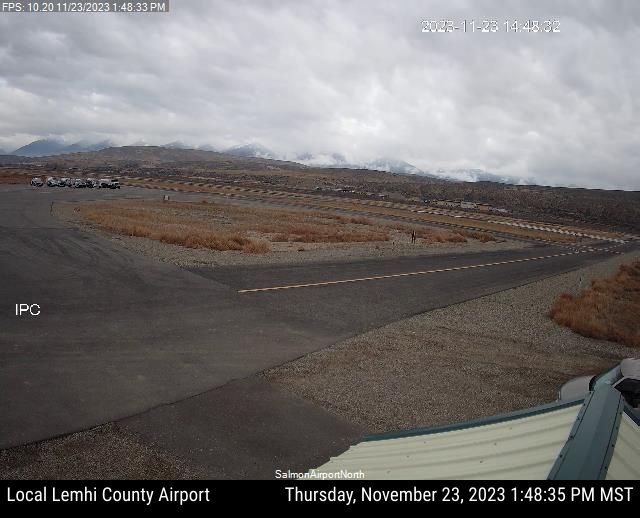 FPS: 10.20 11/23/2023 1:48:33 PM
2023-11-23 14:48:32
IPC
SalmonAirportNorth
Local Lemhi County Airport Thursday, November 23, 2023 1:48:35 PM MST